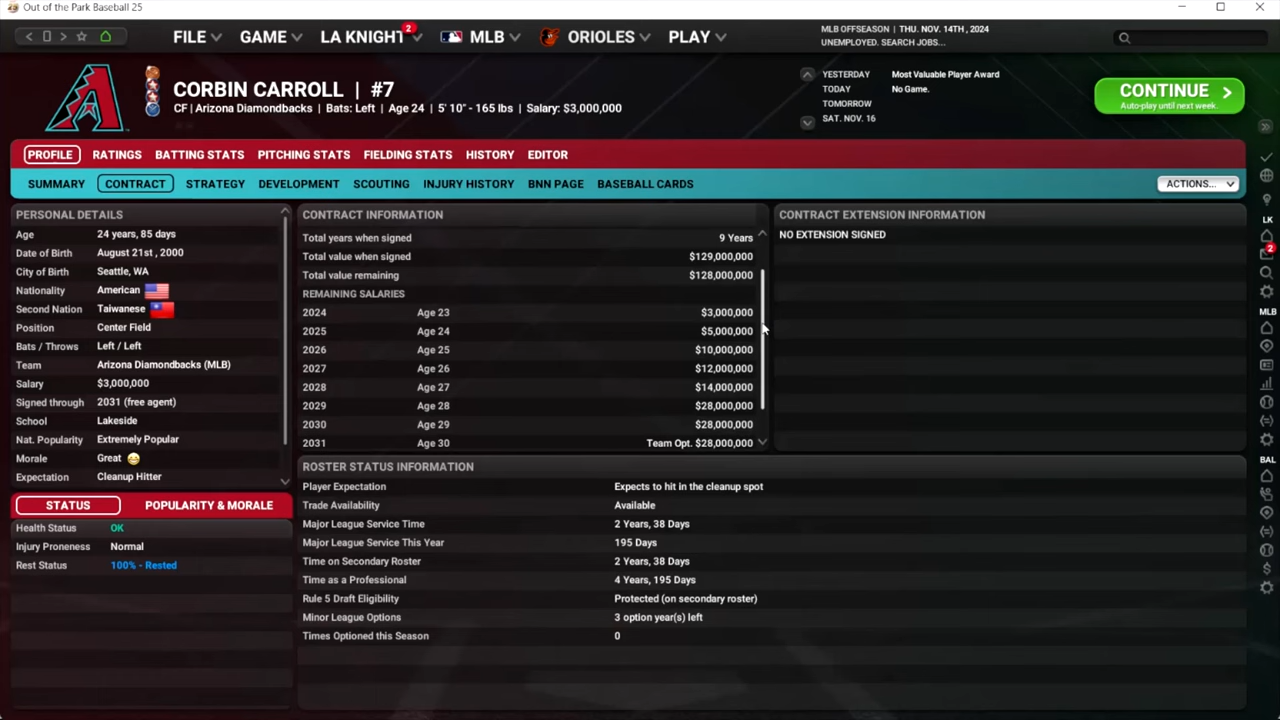 Out of the Park Baseball 25
FILE GAME LA KNIGHT 2 MLB ORIOLES PLAY
MLB OFFSEASON | THU. NOV. 14TH , 2024
UNEMPLOYED. SEARCH JOBS...
CORBIN CARROLL | #7
CF | Arizona Diamondbacks | Bats: Left | Age 24 | 5' 10" - 165 lbs | Salary: $3,000,000
YESTERDAY Most Valuable Player Award
TODAY No Game.
TOMORROW
SAT. NOV. 16
CONTINUE
Auto-play until next week.
PROFILE RATINGS BATTING STATS PITCHING STATS FIELDING STATS HISTORY EDITOR
SUMMARY CONTRACT STRATEGY DEVELOPMENT SCOUTING INJURY HISTORY BNN PAGE BASEBALL CARDS ACTIONS...
PERSONAL DETAILS
Age 24 years, 85 days
Date of Birth August 21st , 2000
City of Birth Seattle, WA
Nationality American
Second Nation Taiwanese
Position Center Field
Bats / Throws Left / Left
Team Arizona Diamondbacks (MLB)
Salary $3,000,000
Signed through 2031 (free agent)
School Lakeside
Nat. Popularity Extremely Popular
Morale Great
Expectation Cleanup Hitter
STATUS POPULARITY & MORALE
Health Status OK
Injury Proneness Normal
Rest Status 100% - Rested
CONTRACT INFORMATION
Total years when signed 9 Years
Total value when signed $129,000,000
Total value remaining $128,000,000
REMAINING SALARIES
2024 Age 23 $3,000,000
2025 Age 24 $5,000,000
2026 Age 25 $10,000,000
2027 Age 26 $12,000,000
2028 Age 27 $14,000,000
2029 Age 28 $28,000,000
2030 Age 29 $28,000,000
2031 Age 30 Team Opt. $28,000,000
CONTRACT EXTENSION INFORMATION
NO EXTENSION SIGNED
ROSTER STATUS INFORMATION
Player Expectation Expects to hit in the cleanup spot
Trade Availability Available
Major League Service Time 2 Years, 38 Days
Major League Service This Year 195 Days
Time on Secondary Roster 2 Years, 38 Days
Time as a Professional 4 Years, 195 Days
Rule 5 Draft Eligibility Protected (on secondary roster)
Minor League Options 3 option year(s) left
Times Optioned this Season 0
LK
2
MLB
BAL